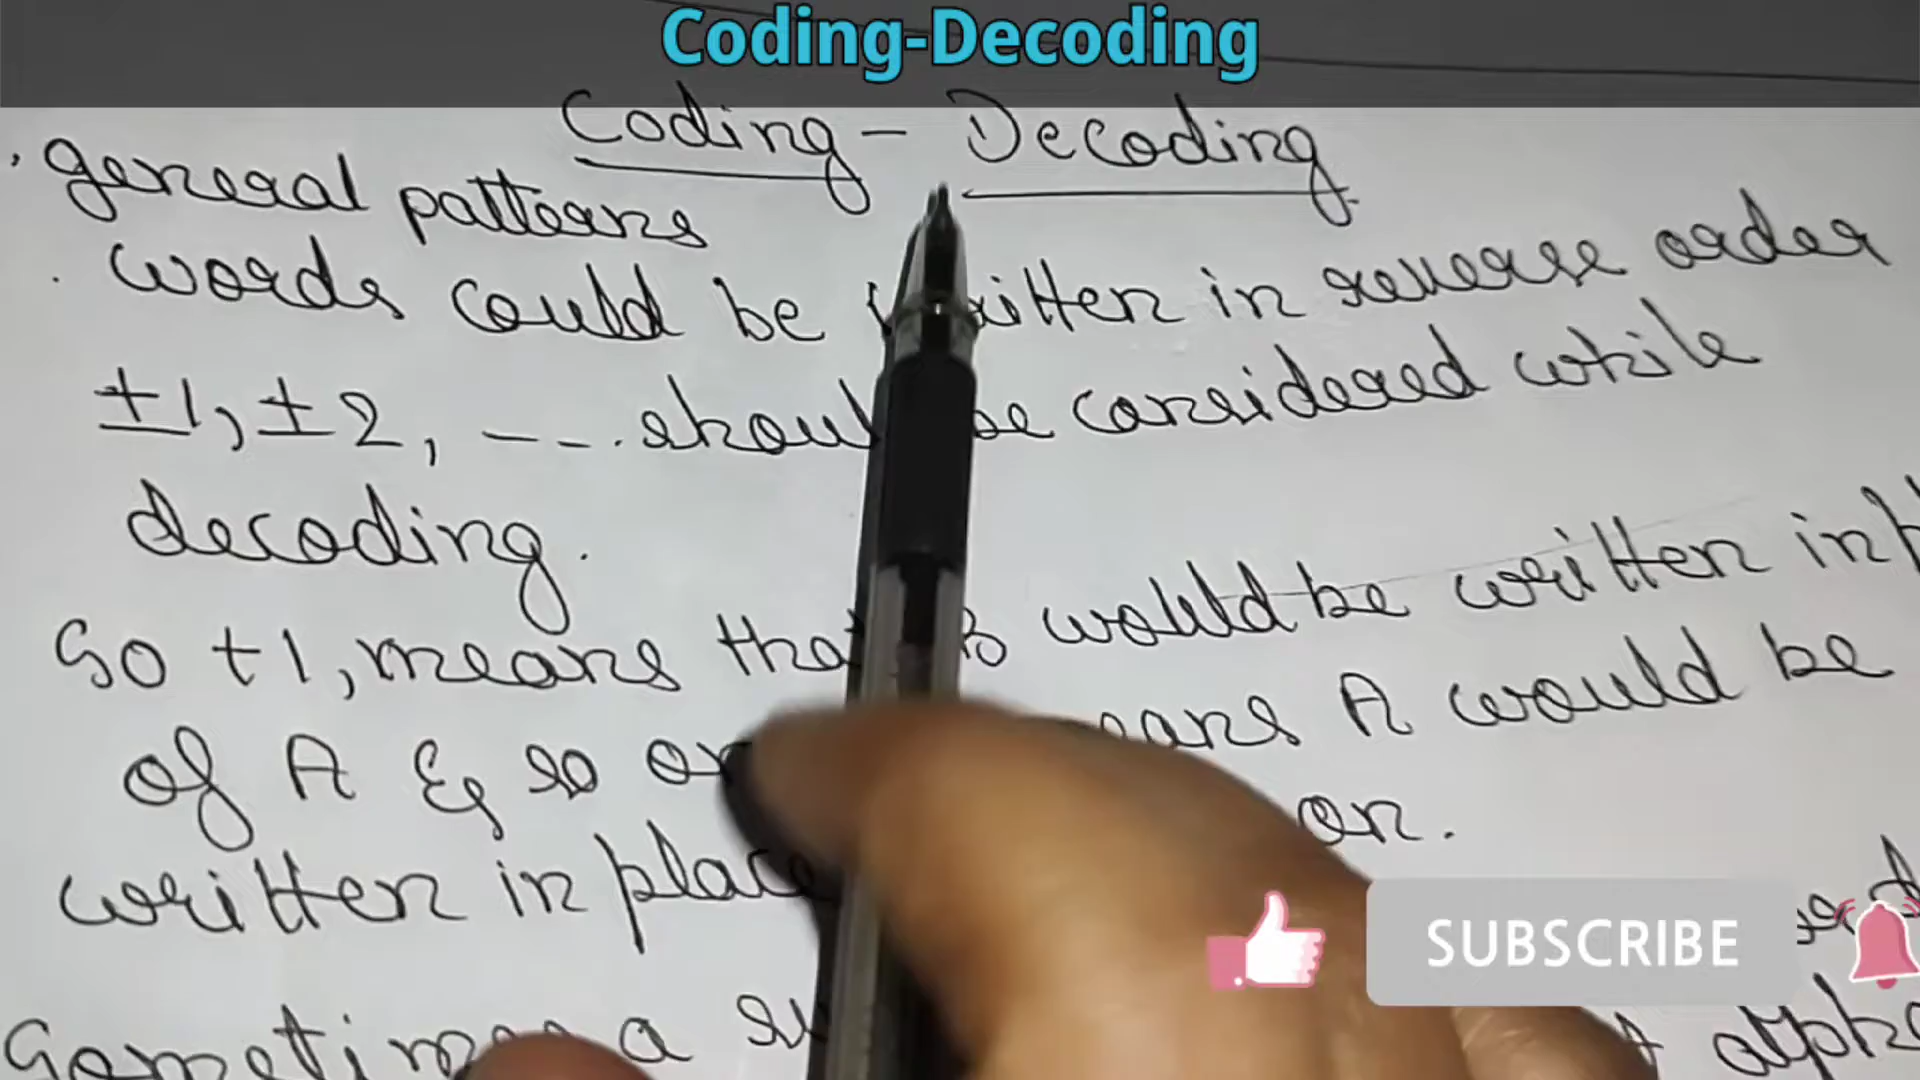 Coding-Decoding
Coding - Decoding
. general patterns
. words could be written in reverse order
±1, ±2, --- should be considered while
decoding.
So +1, means that B would be written in
of A & so on means A would be
written in place on.
SUBSCRIBE
Sometimes a